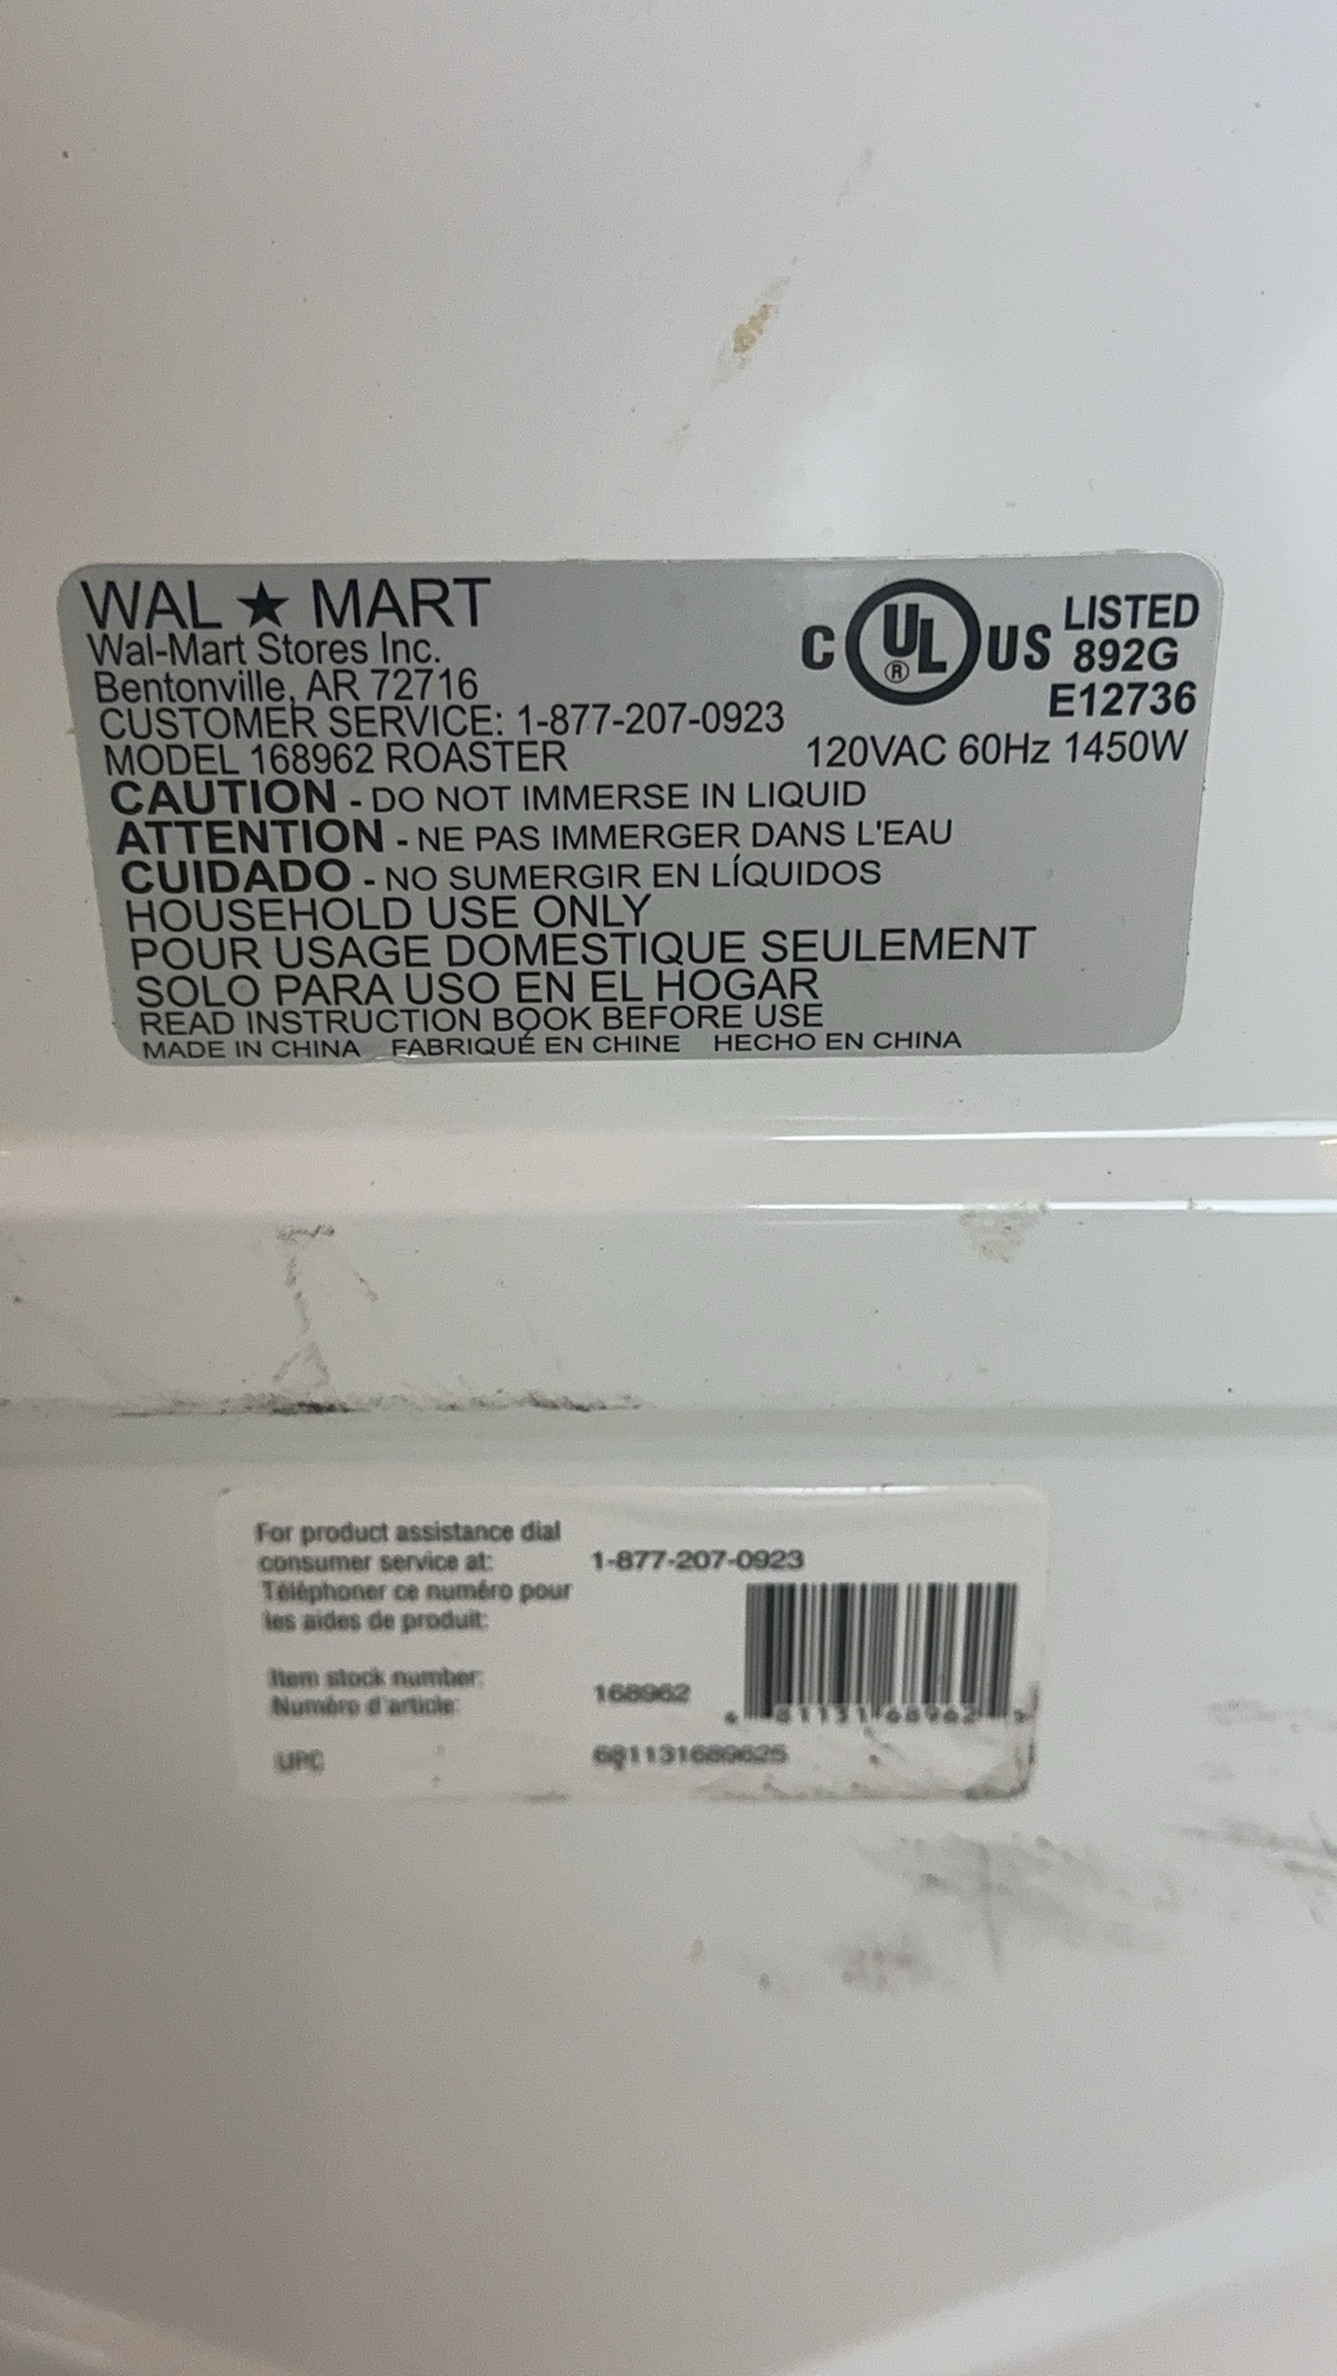 WAL ★ MART
Wal-Mart Stores Inc.
Bentonville, AR 72716
CUSTOMER SERVICE: 1-877-207-0923
MODEL 168962 ROASTER
C UL® US LISTED
892G
E12736
120VAC 60Hz 1450W
CAUTION - DO NOT IMMERSE IN LIQUID
ATTENTION - NE PAS IMMERGER DANS L'EAU
CUIDADO - NO SUMERGIR EN LÍQUIDOS
HOUSEHOLD USE ONLY
POUR USAGE DOMESTIQUE SEULEMENT
SOLO PARA USO EN EL HOGAR
READ INSTRUCTION BOOK BEFORE USE
MADE IN CHINA FABRIQUÉ EN CHINE HECHO EN CHINA
For product assistance dial
consumer service at: 1-877-207-0923
Téléphoner ce numéro pour
les aides de produit:
Item stock number: 168962
Numéro d'article:
6 81131 68962 5
UPC 681131689625